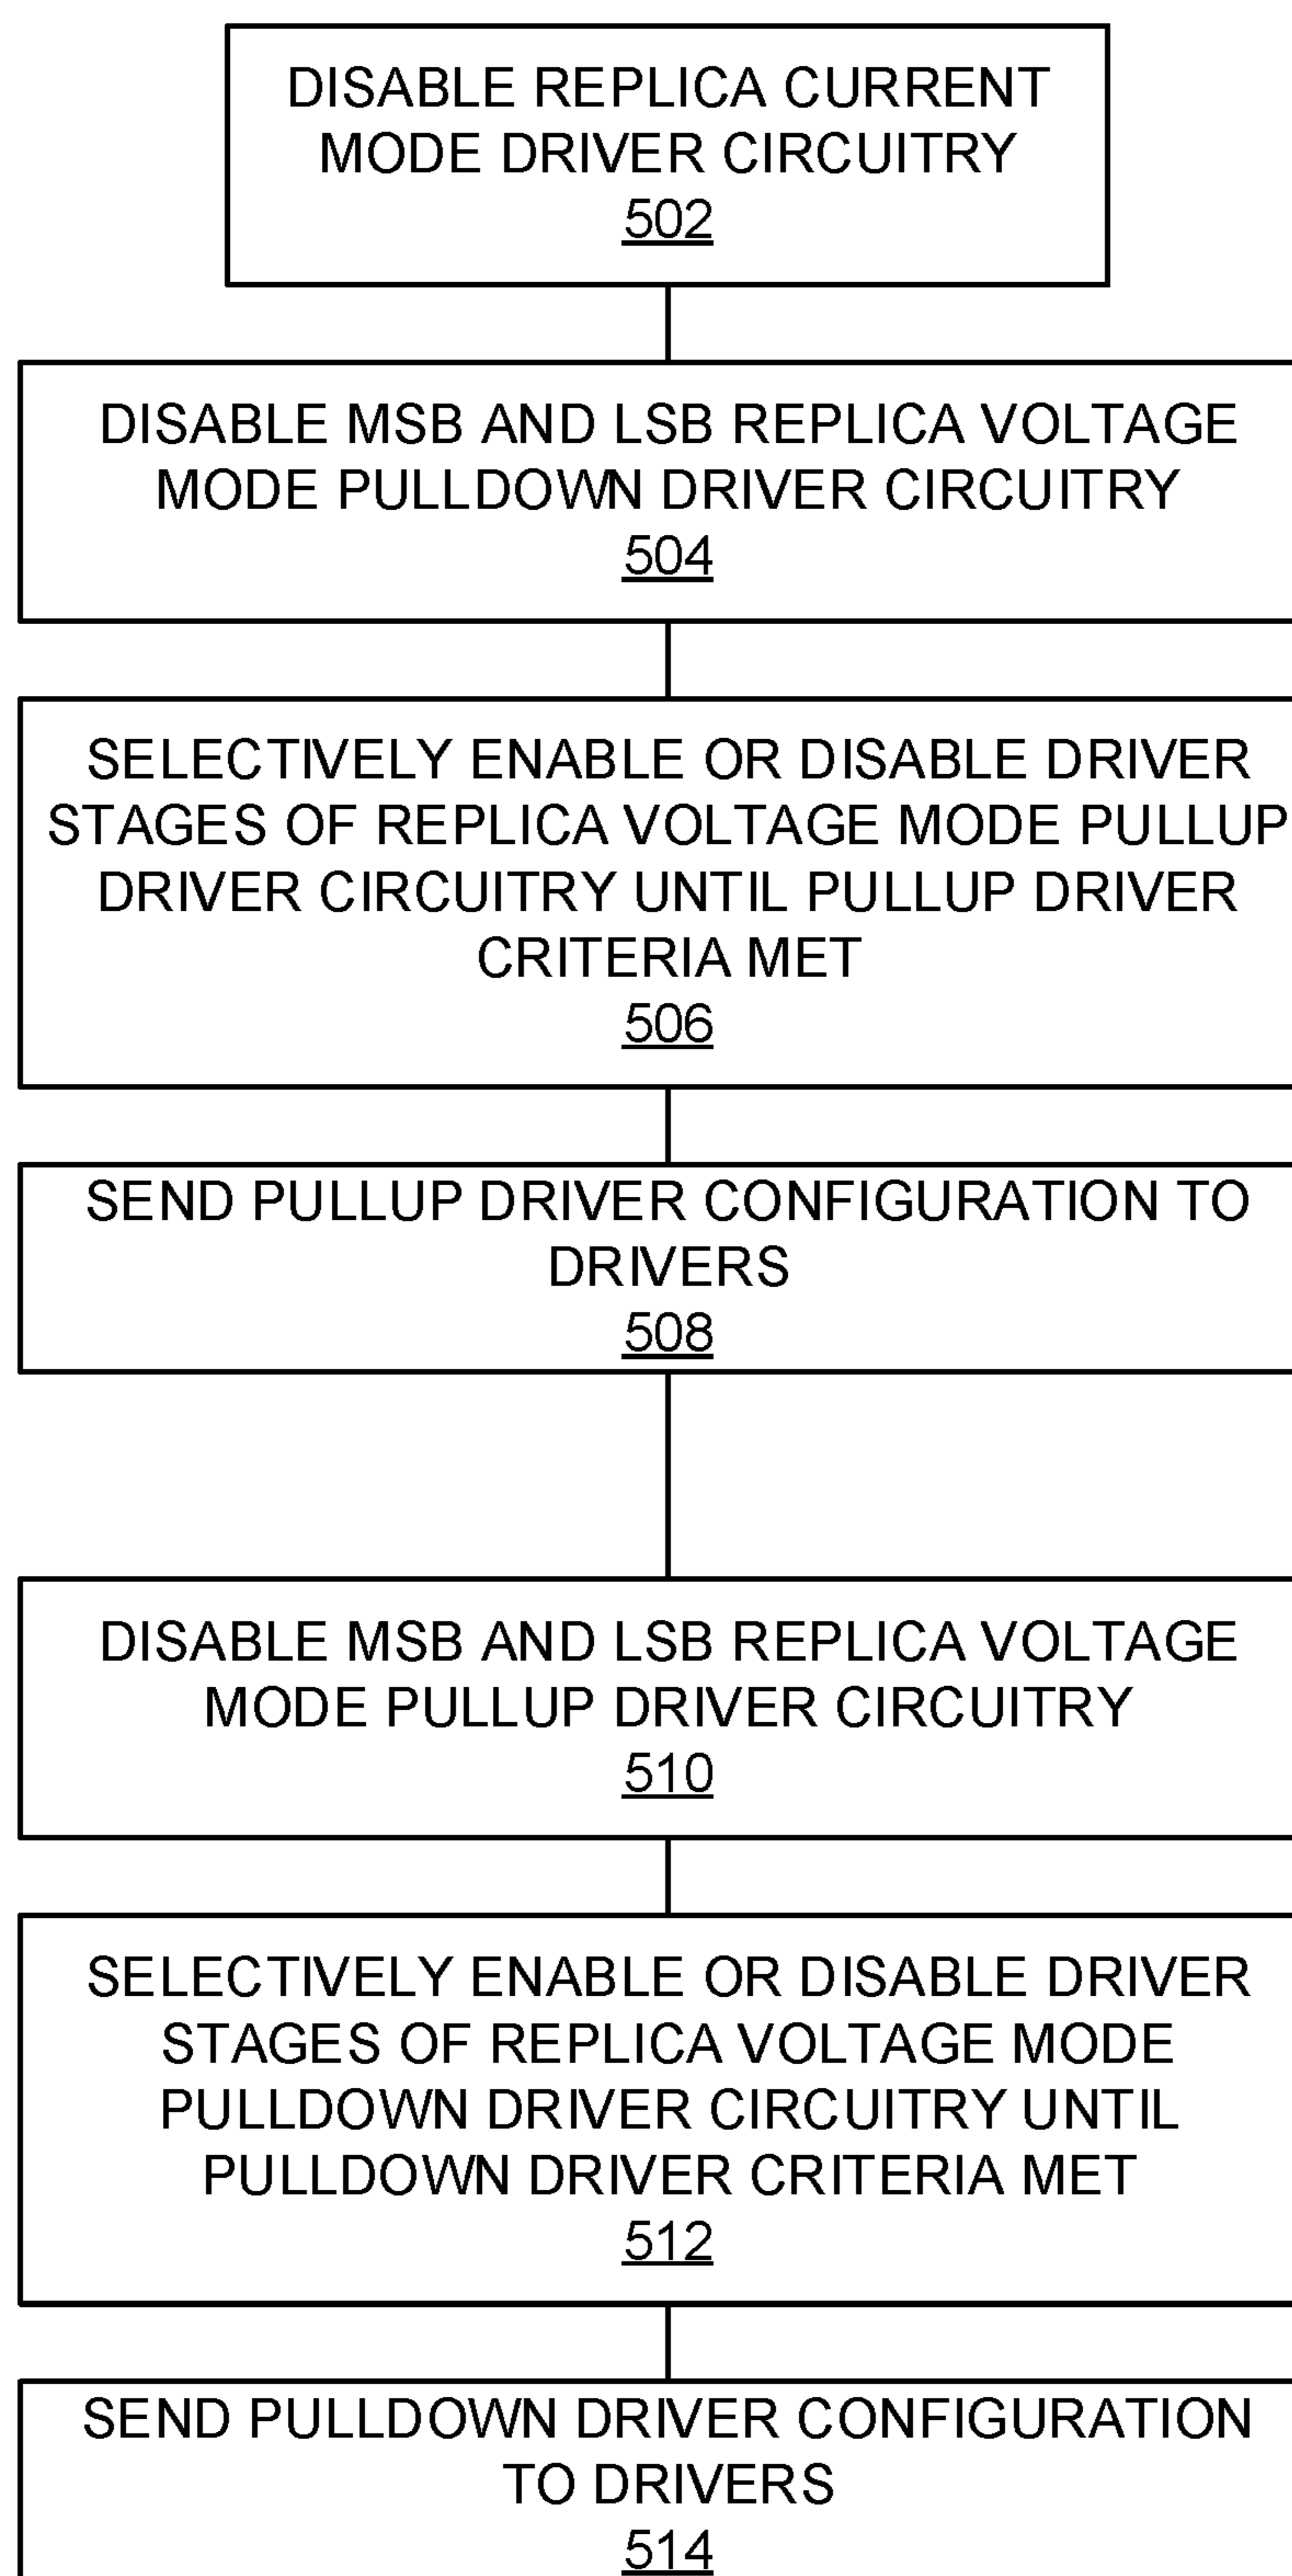 DISABLE REPLICA CURRENT
MODE DRIVER CIRCUITRY
502
DISABLE MSB AND LSB REPLICA VOLTAGE
MODE PULLDOWN DRIVER CIRCUITRY
504
SELECTIVELY ENABLE OR DISABLE DRIVER
STAGES OF REPLICA VOLTAGE MODE PULLUP
DRIVER CIRCUITRY UNTIL PULLUP DRIVER
CRITERIA MET
506
SEND PULLUP DRIVER CONFIGURATION TO
DRIVERS
508
DISABLE MSB AND LSB REPLICA VOLTAGE
MODE PULLUP DRIVER CIRCUITRY
510
SELECTIVELY ENABLE OR DISABLE DRIVER
STAGES OF REPLICA VOLTAGE MODE
PULLDOWN DRIVER CIRCUITRY UNTIL
PULLDOWN DRIVER CRITERIA MET
512
SEND PULLDOWN DRIVER CONFIGURATION
TO DRIVERS
514